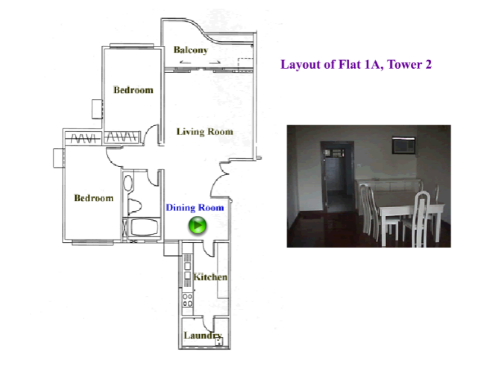 Balcony
Layout of Flat 1A, Tower 2
Bedroom
Living Room
Bedroom
Dining Room
Kitchen
Laundry